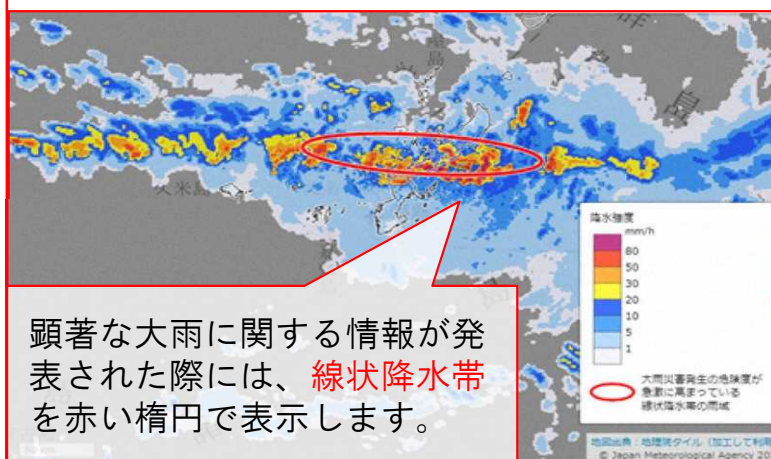 久米島
顕著な大雨に関する情報が発
表された際には、線状降水帯
を赤い楕円で表示します。
降水強度
mm/h
80
50
30
20
10
5
1
大雨災害発生の危険度が
急激に高まっている
線状降水帯の雨域
地図出典:地理院タイル(加工して利用
© Japan Meteorological Agency 20